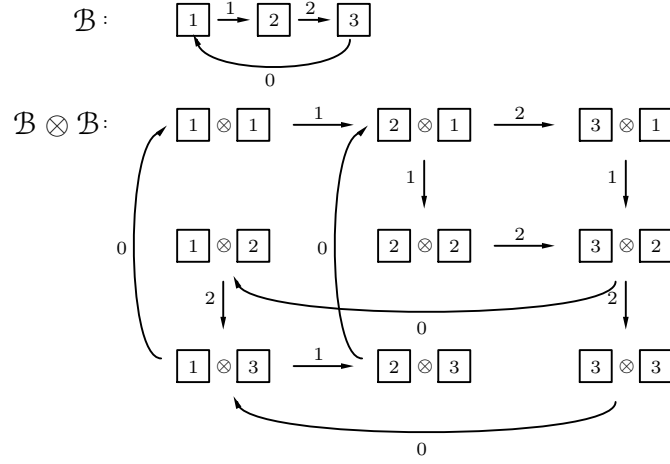 ℬ: 1 1 2 2 3
0
ℬ ⊗ ℬ: 1 ⊗ 1 1 2 ⊗ 1 2 3 ⊗ 1
1 1
0 1 ⊗ 2 0 2 ⊗ 2 2 3 ⊗ 2
2 0 2
1 ⊗ 3 1 2 ⊗ 3 3 ⊗ 3
0